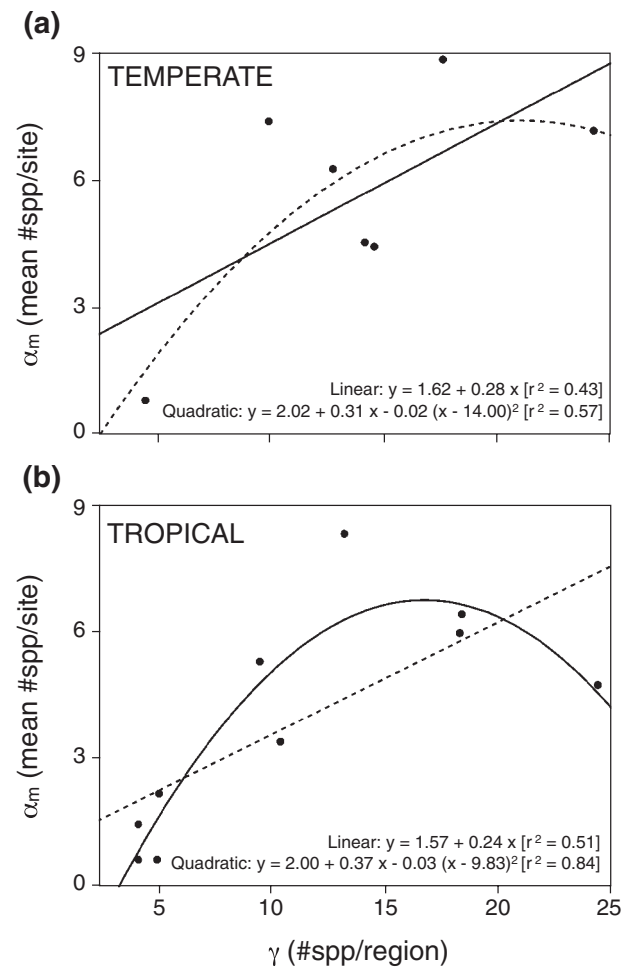 (a)
TEMPERATE
9
6
3
0
αm (mean #spp/site)
Linear: y = 1.62 + 0.28 x [r² = 0.43]
Quadratic: y = 2.02 + 0.31 x - 0.02 (x - 14.00)² [r² = 0.57]
(b)
TROPICAL
9
6
3
0
αm (mean #spp/site)
Linear: y = 1.57 + 0.24 x [r² = 0.51]
Quadratic: y = 2.00 + 0.37 x - 0.03 (x - 9.83)² [r² = 0.84]
5 10 15 20 25
γ (#spp/region)